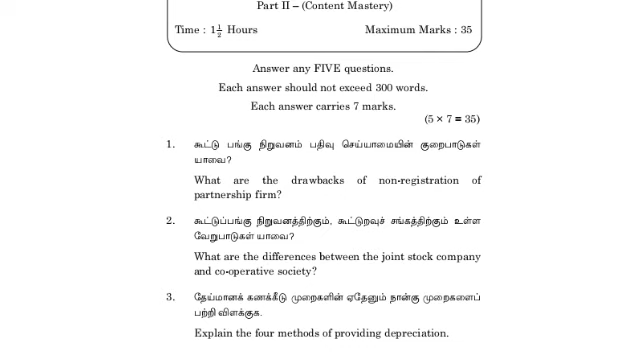 Part II – (Content Mastery)
Time : 1 1/2 Hours Maximum Marks : 35
Answer any FIVE questions.
Each answer should not exceed 300 words.
Each answer carries 7 marks.
(5 × 7 = 35)
1. கூட்டு பங்கு நிறுவனம் பதிவு செய்யாமையின் குறைபாடுகள்
யாவை?
What are the drawbacks of non-registration of
partnership firm?
2. கூட்டுப்பங்கு நிறுவனத்திற்கும், கூட்டுறவுச் சங்கத்திற்கும் உள்ள
வேறுபாடுகள் யாவை?
What are the differences between the joint stock company
and co-operative society?
3. தேய்மானக் கணக்கீடு முறைகளின் ஏதேனும் நான்கு முறைகளைப்
பற்றி விளக்குக.
Explain the four methods of providing depreciation.